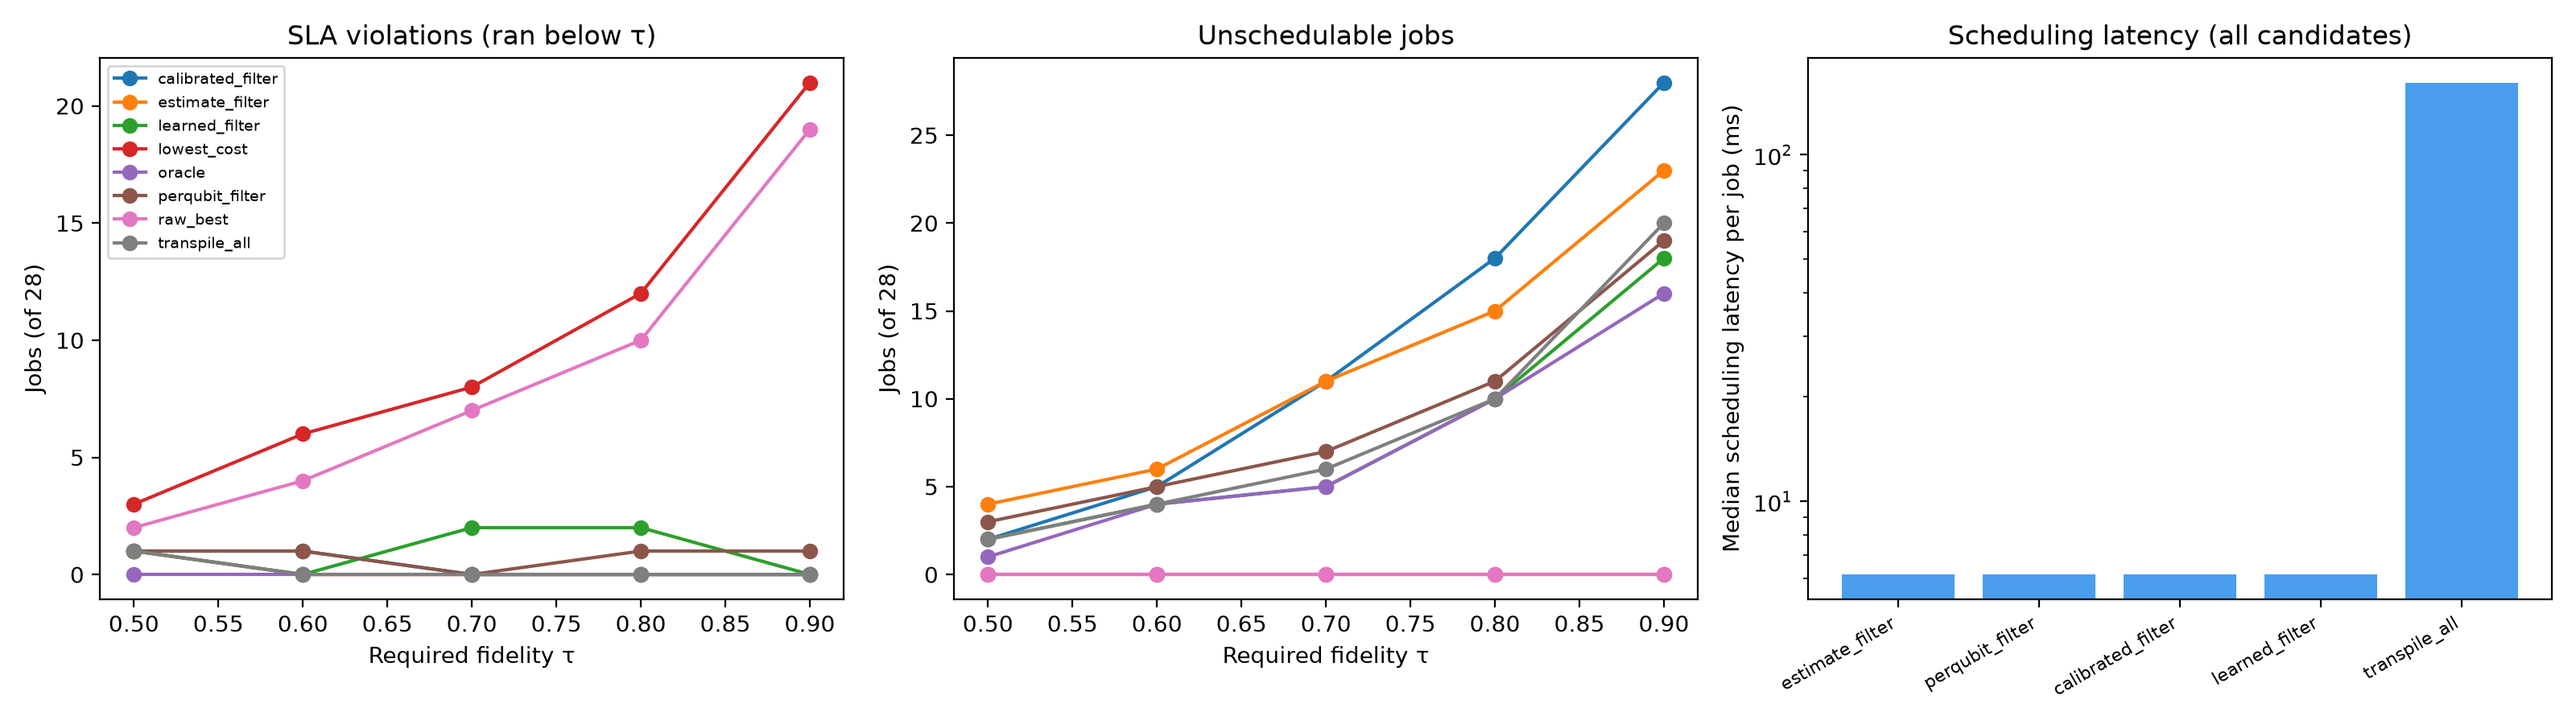 SLA violations (ran below τ)
Jobs (of 28)
20
15
10
5
0
calibrated_filter
estimate_filter
learned_filter
lowest_cost
oracle
perqubit_filter
raw_best
transpile_all
0.50 0.55 0.60 0.65 0.70 0.75 0.80 0.85 0.90
Required fidelity τ
Unschedulable jobs
Jobs (of 28)
25
20
15
10
5
0
0.50 0.55 0.60 0.65 0.70 0.75 0.80 0.85 0.90
Required fidelity τ
Scheduling latency (all candidates)
Median scheduling latency per job (ms)
10²
10¹
estimate_filter
perqubit_filter
calibrated_filter
learned_filter
transpile_all